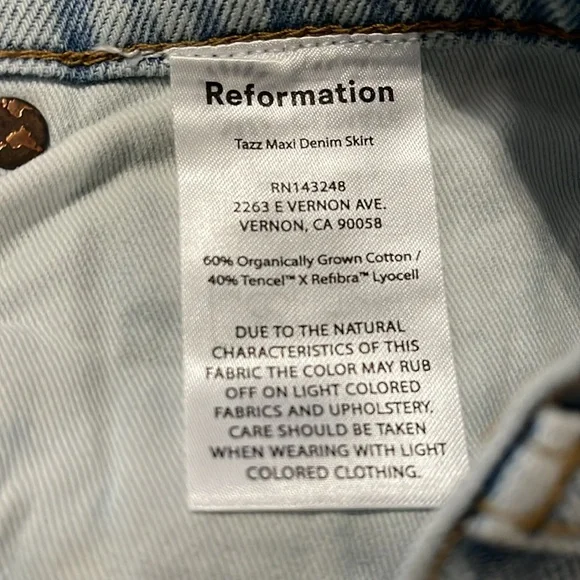 Reformation
Tazz Maxi Denim Skirt
RN143248
2263 E VERNON AVE.
VERNON, CA 90058
60% Organically Grown Cotton /
40% Tencel™ X Refibra™ Lyocell
DUE TO THE NATURAL
CHARACTERISTICS OF THIS
FABRIC THE COLOR MAY RUB
OFF ON LIGHT COLORED
FABRICS AND UPHOLSTERY.
CARE SHOULD BE TAKEN
WHEN WEARING WITH LIGHT
COLORED CLOTHING.